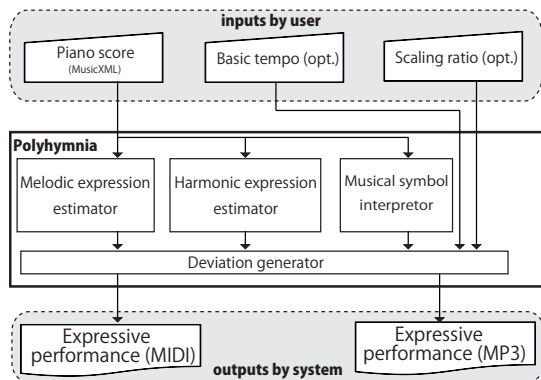 inputs by user
Piano score
(MusicXML)
Basic tempo (opt.)
Scaling ratio (opt.)
Polyhymnia
Melodic expression
estimator
Harmonic expression
estimator
Musical symbol
interpretor
Deviation generator
Expressive
performance (MIDI)
Expressive
performance (MP3)
outputs by system